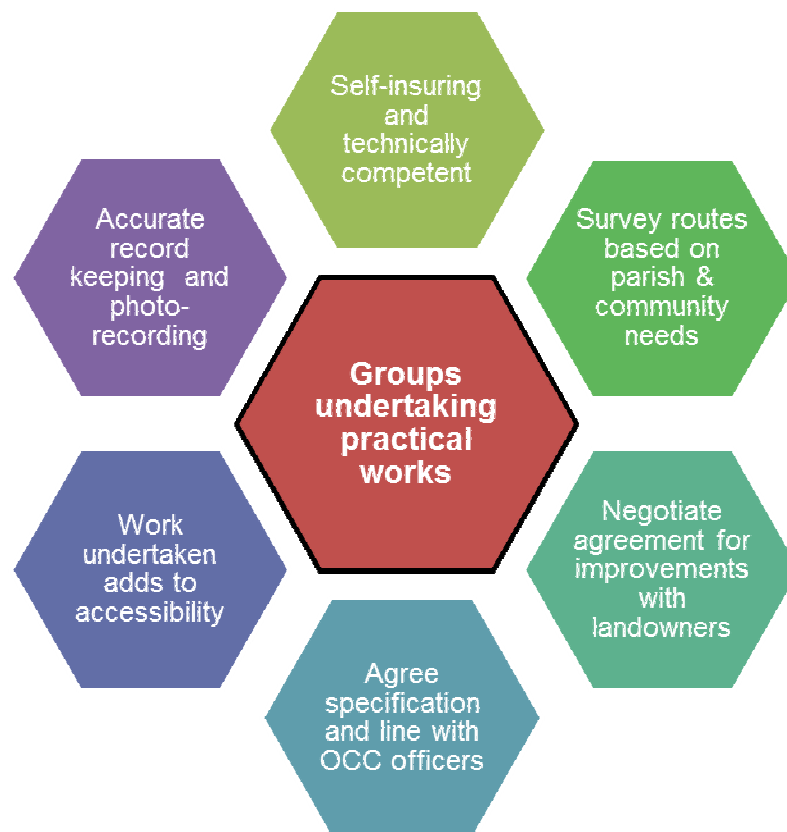 Self-insuring
and
technically
competent
Survey routes
based on
parish &
community
needs
Negotiate
agreement for
improvements
with
landowners
Agree
specification
and line with
OCC officers
Work
undertaken
adds to
accessibility
Accurate
record
keeping and
photo-
recording
Groups
undertaking
practical
works